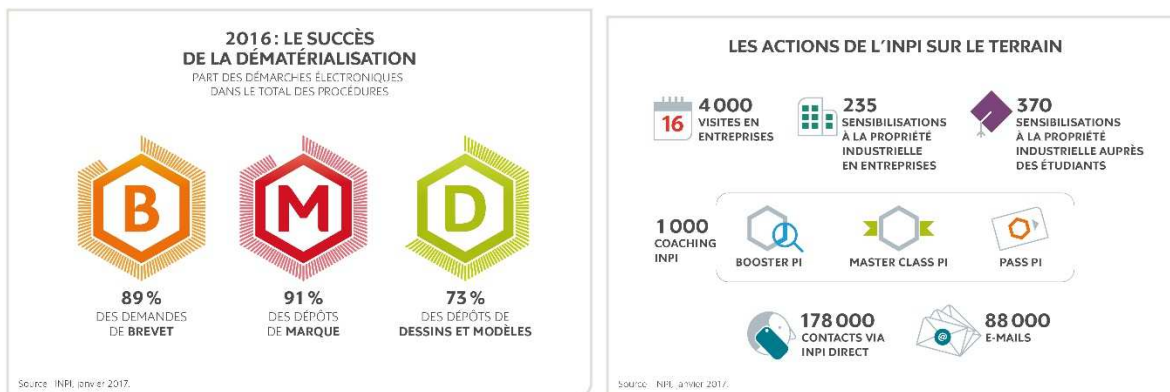 2016 : LE SUCCÈS
DE LA DÉMATÉRIALISATION
PART DES DÉMARCHES ÉLECTRONIQUES
DANS LE TOTAL DES PROCÉDURES
B
M
D
89 %
DES DEMANDES
DE BREVET
91 %
DES DÉPÔTS
DE MARQUE
73 %
DES DÉPÔTS DE
DESSINS ET MODÈLES
Source : INPI, janvier 2017.
LES ACTIONS DE L'INPI SUR LE TERRAIN
16
4 000
VISITES EN
ENTREPRISES
235
SENSIBILISATIONS
À LA PROPRIÉTÉ
INDUSTRIELLE
EN ENTREPRISES
370
SENSIBILISATIONS
À LA PROPRIÉTÉ
INDUSTRIELLE AUPRÈS
DES ÉTUDIANTS
1 000
COACHING
INPI
BOOSTER PI
MASTER CLASS PI
PASS PI
178 000
CONTACTS VIA
INPI DIRECT
@
88 000
E-MAILS
Source : INPI, janvier 2017.